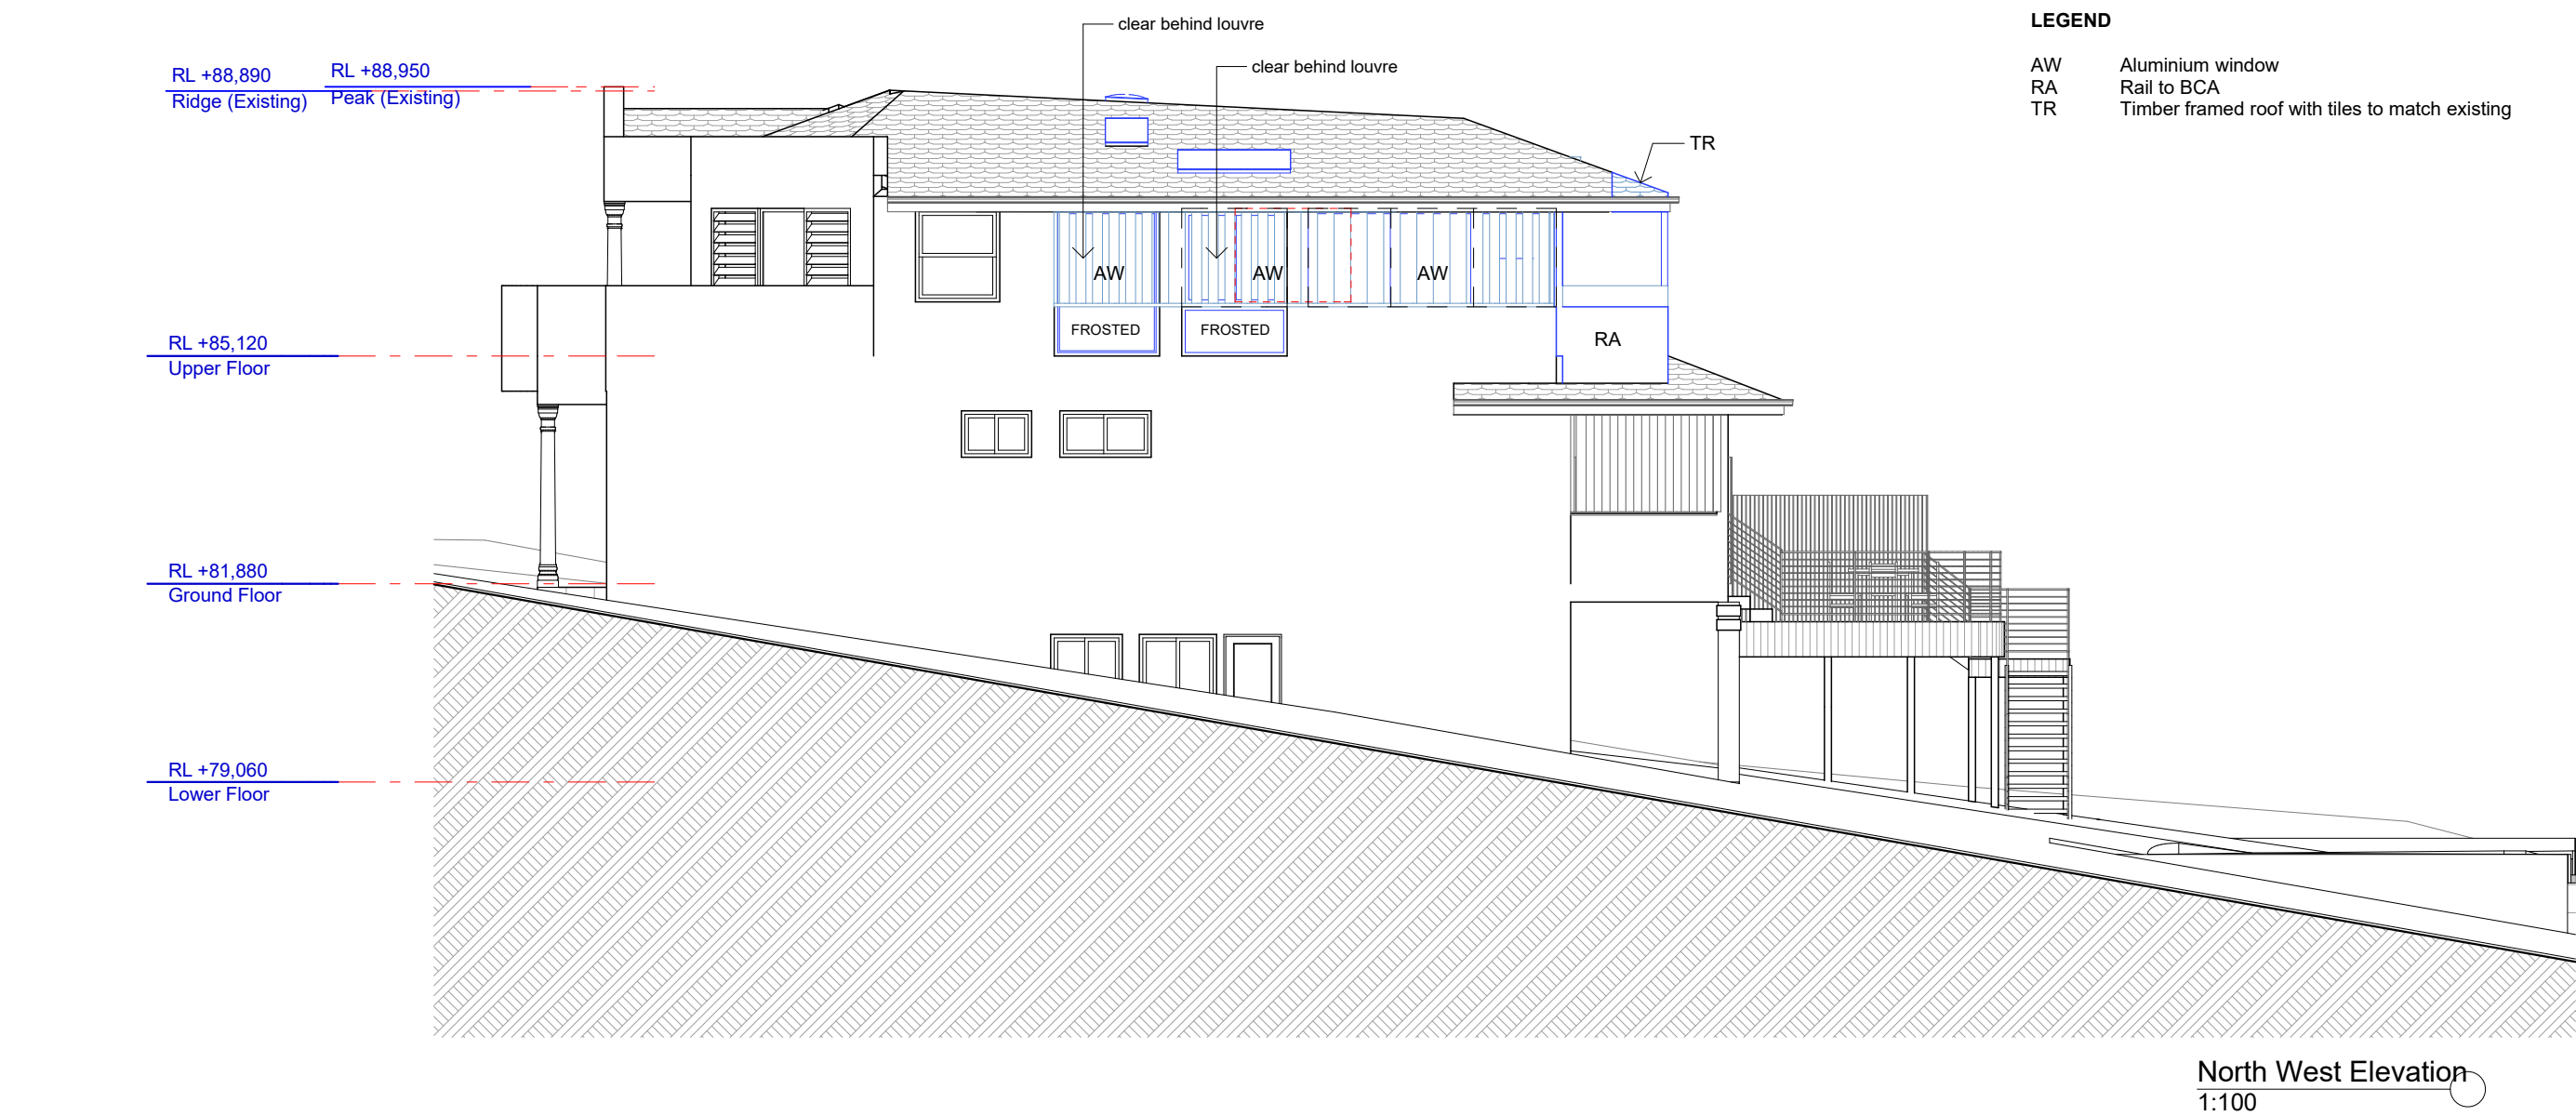 clear behind louvre
clear behind louvre
LEGEND
AW Aluminium window
RA Rail to BCA
TR Timber framed roof with tiles to match existing
RL +88,890
Ridge (Existing)
RL +88,950
Peak (Existing)
TR
AW
AW
AW
FROSTED
FROSTED
RA
RL +85,120
Upper Floor
RL +81,880
Ground Floor
RL +79,060
Lower Floor
North West Elevation
1:100